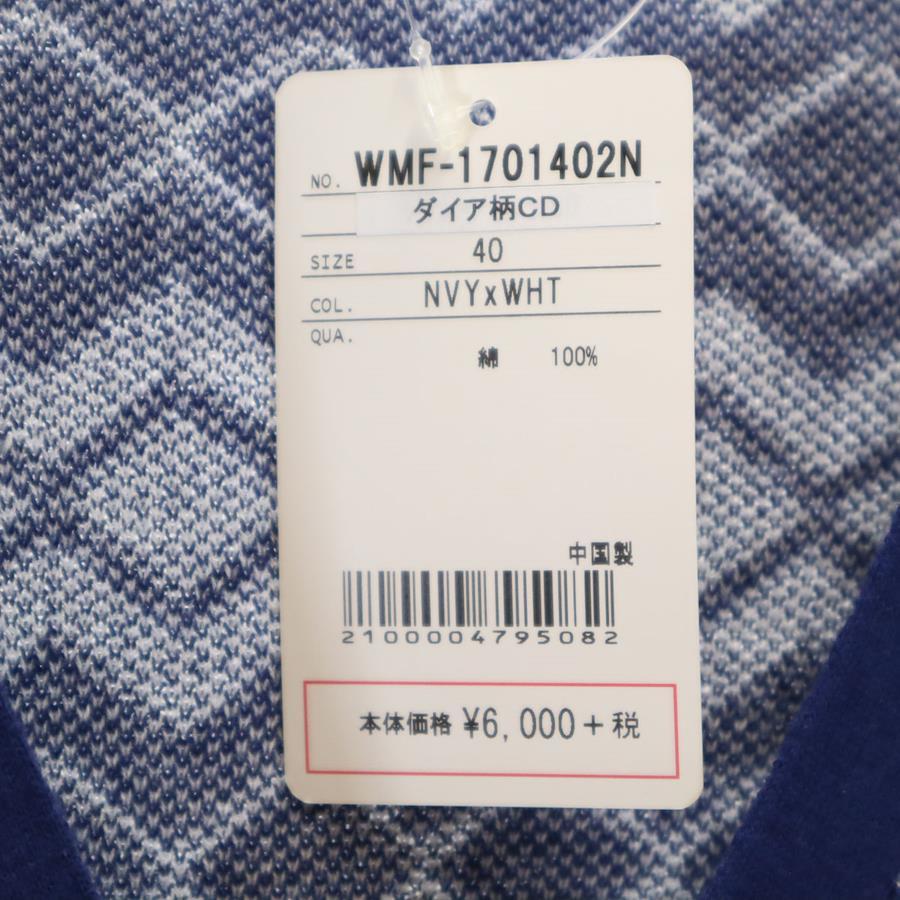 NO. WMF-1701402N
ダイア柄CD
SIZE 40
COL. NVYxWHT
QUA.
綿 100%
中国製
2100004795082
本体価格 ¥6,000+税